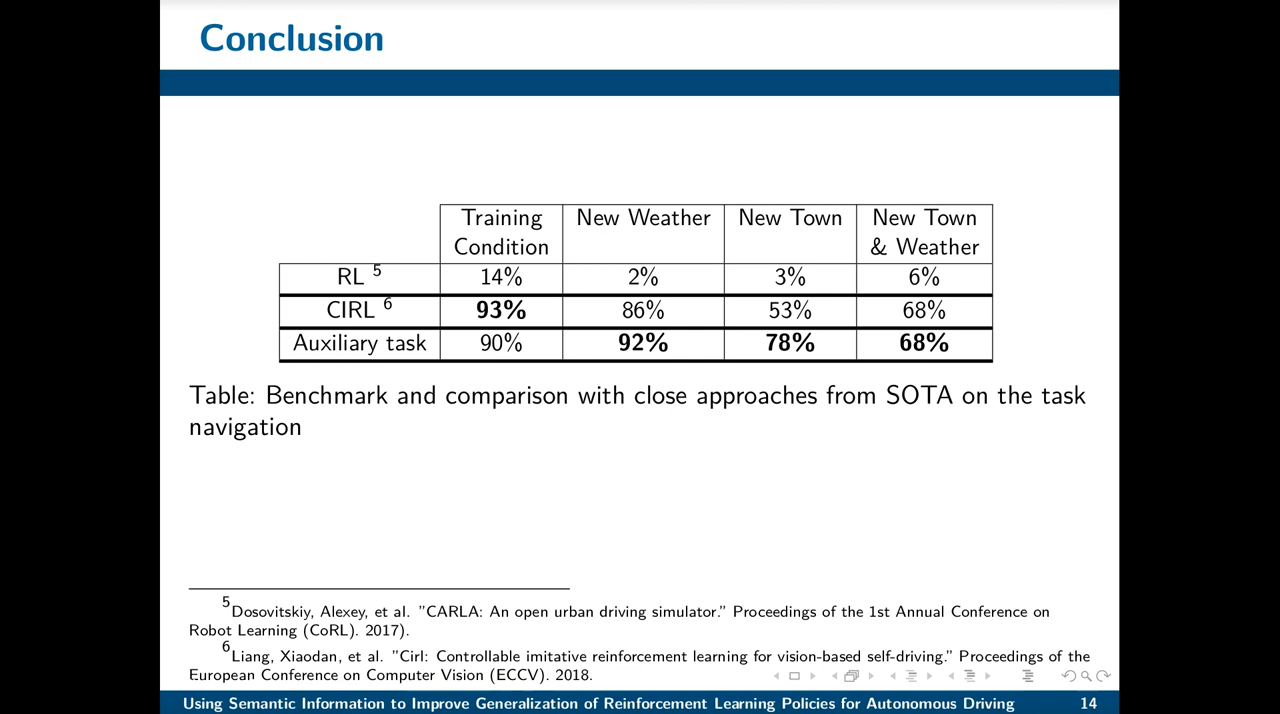 Conclusion
Training Condition | New Weather | New Town | New Town & Weather
RL 5 | 14% | 2% | 3% | 6%
CIRL 6 | 93% | 86% | 53% | 68%
Auxiliary task | 90% | 92% | 78% | 68%
Table: Benchmark and comparison with close approaches from SOTA on the task
navigation
5Dosovitskiy, Alexey, et al. ”CARLA: An open urban driving simulator.” Proceedings of the 1st Annual Conference on
Robot Learning (CoRL). 2017).
6Liang, Xiaodan, et al. ”Cirl: Controllable imitative reinforcement learning for vision-based self-driving.” Proceedings of the
European Conference on Computer Vision (ECCV). 2018.
Using Semantic Information to Improve Generalization of Reinforcement Learning Policies for Autonomous Driving 14